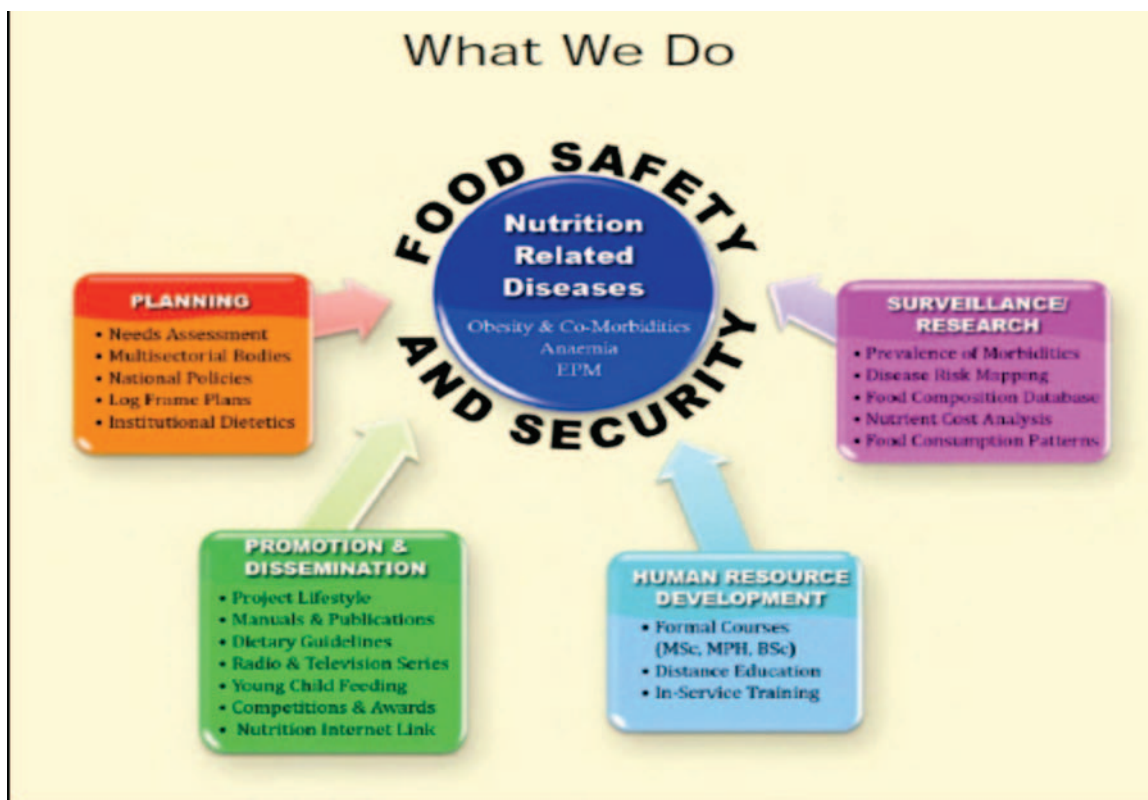 What We Do
FOOD SAFETY
AND SECURITY
Nutrition
Related
Diseases
Obesity & Co-Morbidities
Anaemia
EPM
PLANNING
• Needs Assessment
• Multisectorial Bodies
• National Policies
• Log Frame Plans
• Institutional Dietetics
SURVEILLANCE/
RESEARCH
• Prevalence of Morbidities
• Disease Risk Mapping
• Food Composition Database
• Nutrient Cost Analysis
• Food Consumption Patterns
PROMOTION &
DISSEMINATION
• Project Lifestyle
• Manuals & Publications
• Dietary Guidelines
• Radio & Television Series
• Young Child Feeding
• Competitions & Awards
• Nutrition Internet Link
HUMAN RESOURCE
DEVELOPMENT
• Formal Courses
(MSc, MPH, BSc)
• Distance Education
• In-Service Training